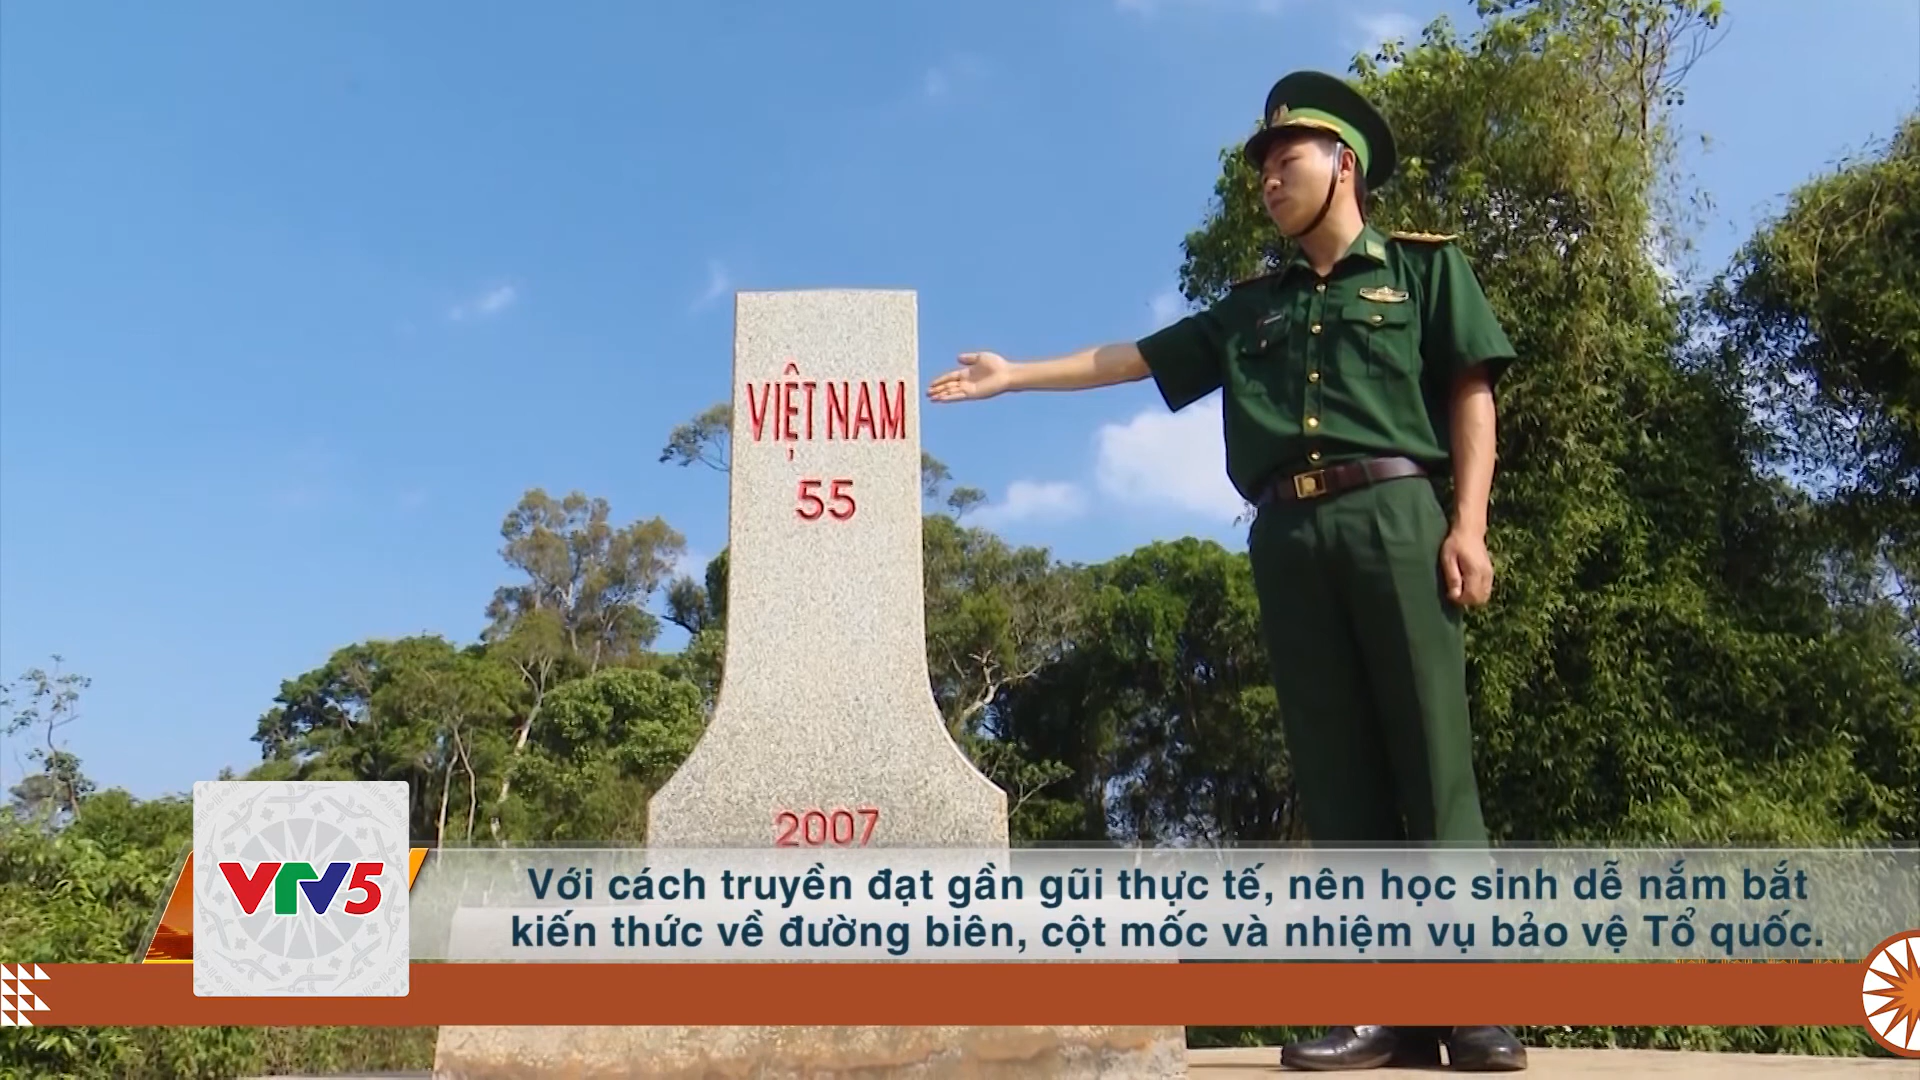 VIỆT NAM
55
2007
VTV5
Với cách truyền đạt gần gũi thực tế, nên học sinh dễ nắm bắt
kiến thức về đường biên, cột mốc và nhiệm vụ bảo vệ Tổ quốc.